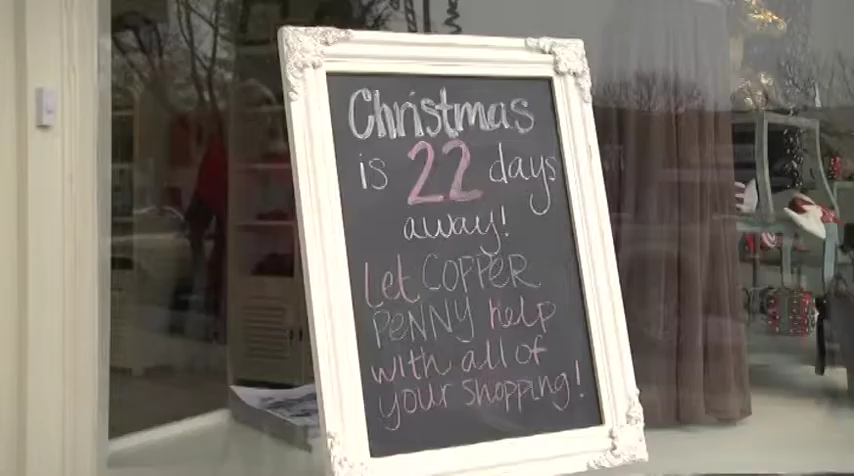 Christmas
is 22 days
away!
Let COPPER
PENNY help
with all of
your shopping!